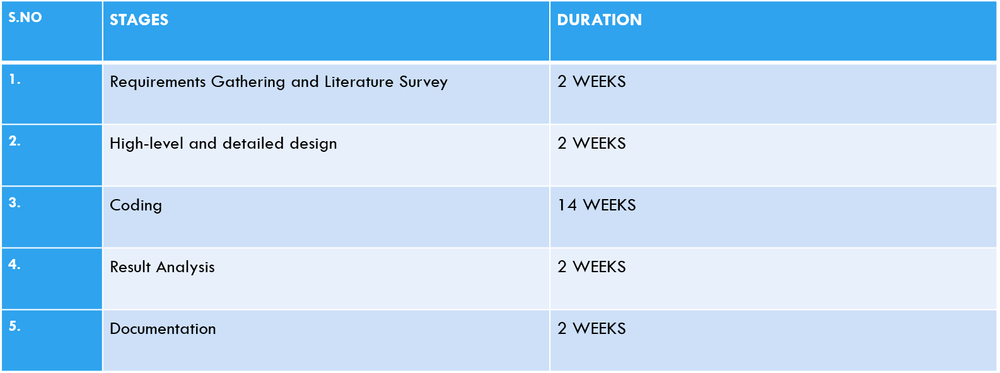 S.NO STAGES DURATION
1. Requirements Gathering and Literature Survey 2 WEEKS
2. High-level and detailed design 2 WEEKS
3. Coding 14 WEEKS
4. Result Analysis 2 WEEKS
5. Documentation 2 WEEKS